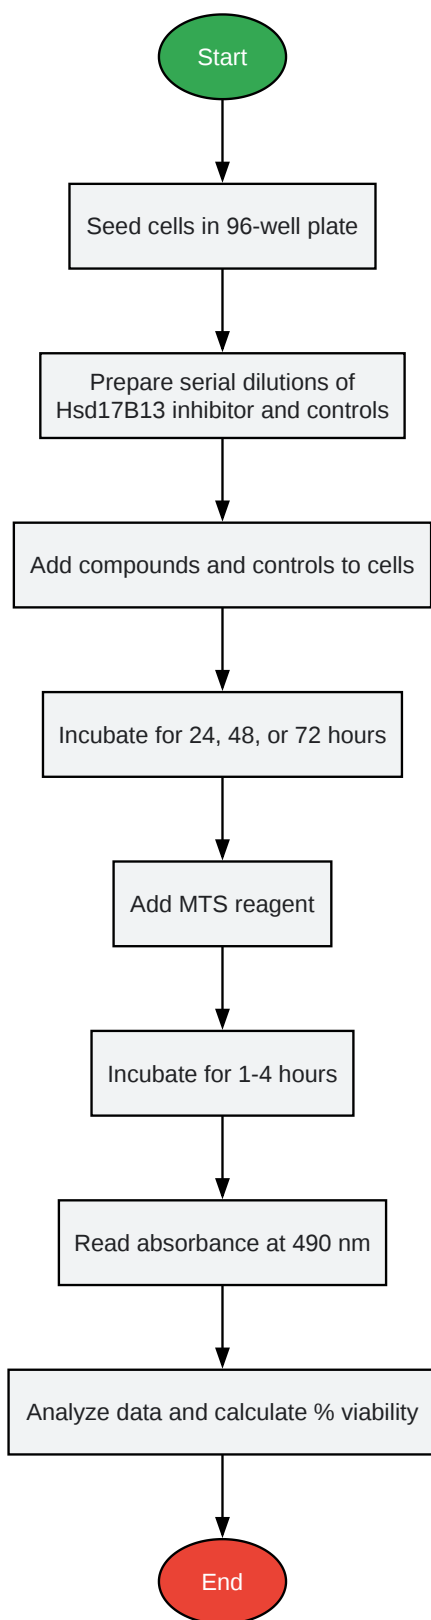 Start
Seed cells in 96-well plate
Prepare serial dilutions of
Hsd17B13 inhibitor and controls
Add compounds and controls to cells
Incubate for 24, 48, or 72 hours
Add MTS reagent
Incubate for 1-4 hours
Read absorbance at 490 nm
Analyze data and calculate % viability
End